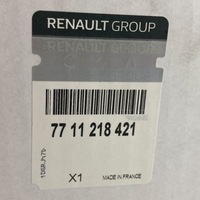 RENAULT GROUP
77 11 218 421
X1
MADE IN FRANCE